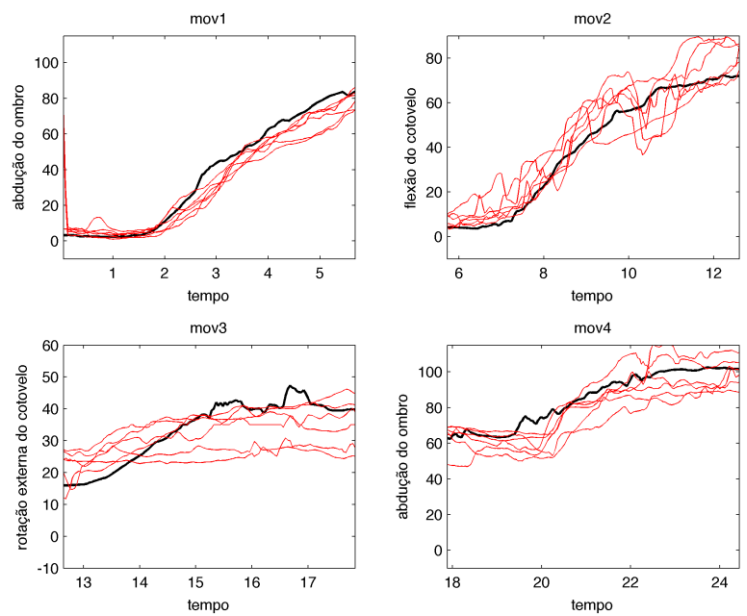 mov1
100
80
60
40
20
0
abdução do ombro
1 2 3 4 5
tempo
mov2
80
60
40
20
0
flexão do cotovelo
6 8 10 12
tempo
mov3
60
50
40
30
20
10
0
-10
rotação externa do cotovelo
13 14 15 16 17
tempo
mov4
100
80
60
40
20
0
abdução do ombro
18 20 22 24
tempo